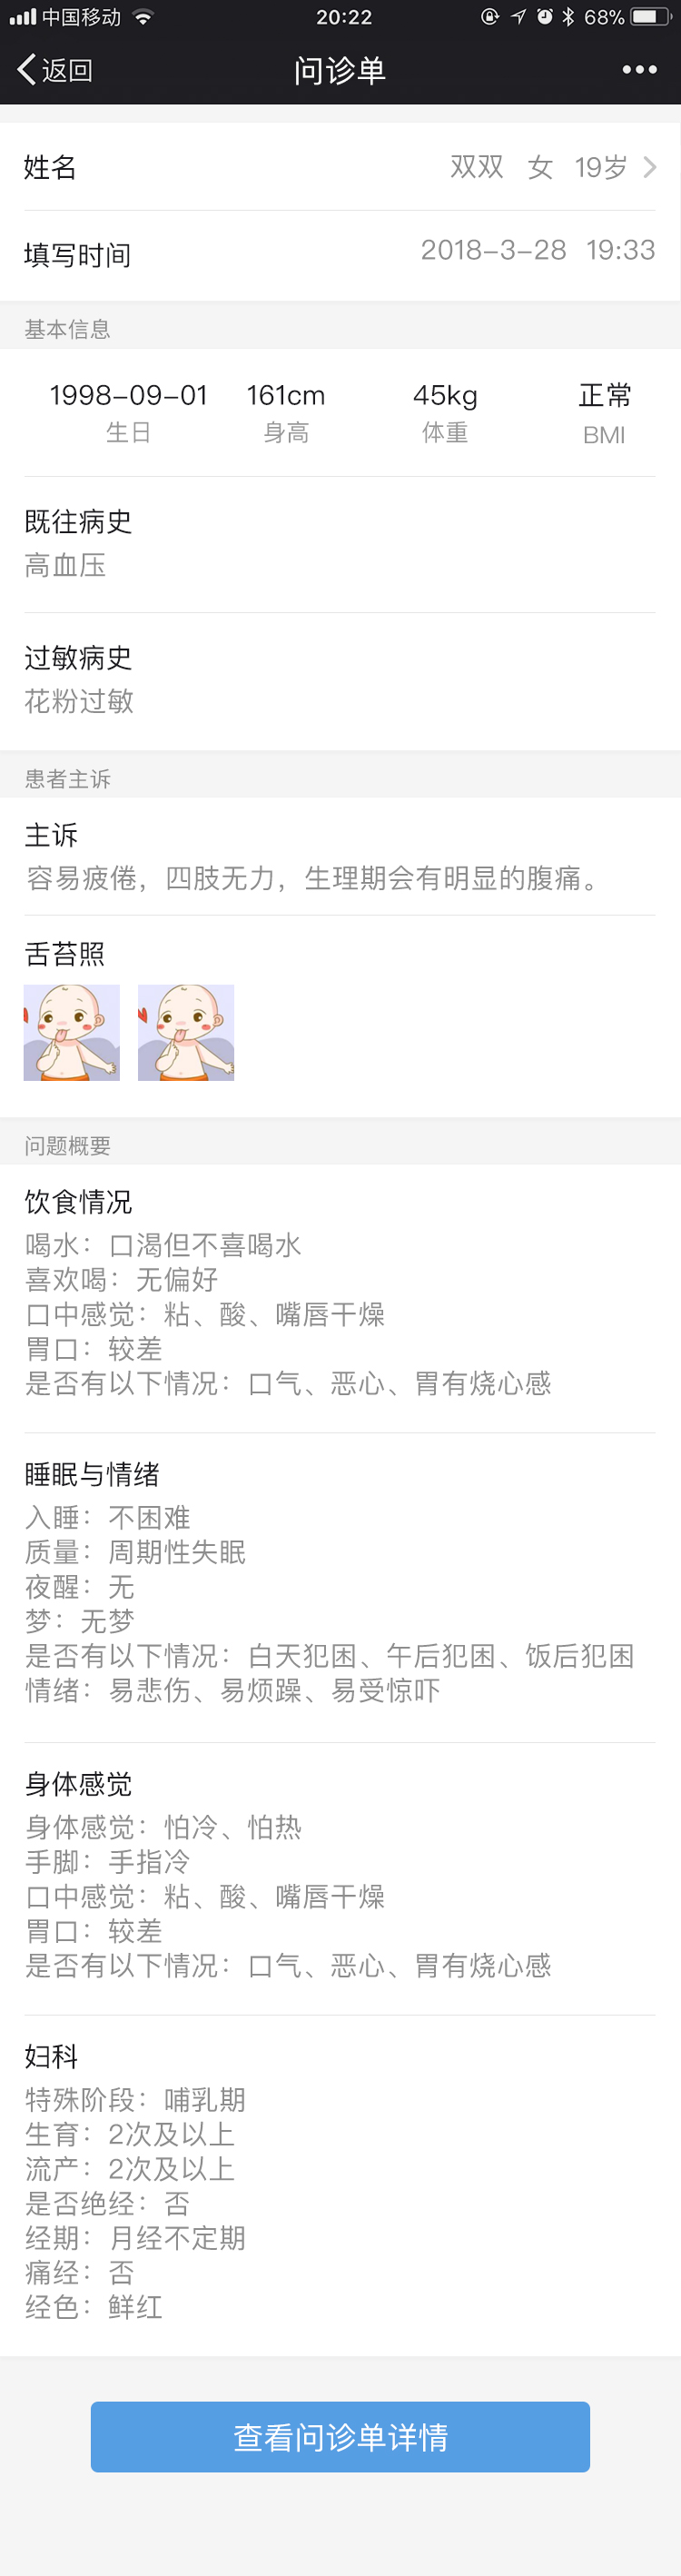 中国移动 20:22 68%
返回 问诊单
姓名 双双 女 19岁
填写时间 2018-3-28 19:33
基本信息
1998-09-01 161cm 45kg 正常
生日 身高 体重 BMI
既往病史
高血压
过敏病史
花粉过敏
患者主诉
主诉
容易疲倦，四肢无力，生理期会有明显的腹痛。
舌苔照
问题概要
饮食情况
喝水：口渴但不喜喝水
喜欢喝：无偏好
口中感觉：粘、酸、嘴唇干燥
胃口：较差
是否有以下情况：口气、恶心、胃有烧心感
睡眠与情绪
入睡：不困难
质量：周期性失眠
夜醒：无
梦：无梦
是否有以下情况：白天犯困、午后犯困、饭后犯困
情绪：易悲伤、易烦躁、易受惊吓
身体感觉
身体感觉：怕冷、怕热
手脚：手指冷
口中感觉：粘、酸、嘴唇干燥
胃口：较差
是否有以下情况：口气、恶心、胃有烧心感
妇科
特殊阶段：哺乳期
生育：2次及以上
流产：2次及以上
是否绝经：否
经期：月经不定期
痛经：否
经色：鲜红
查看问诊单详情